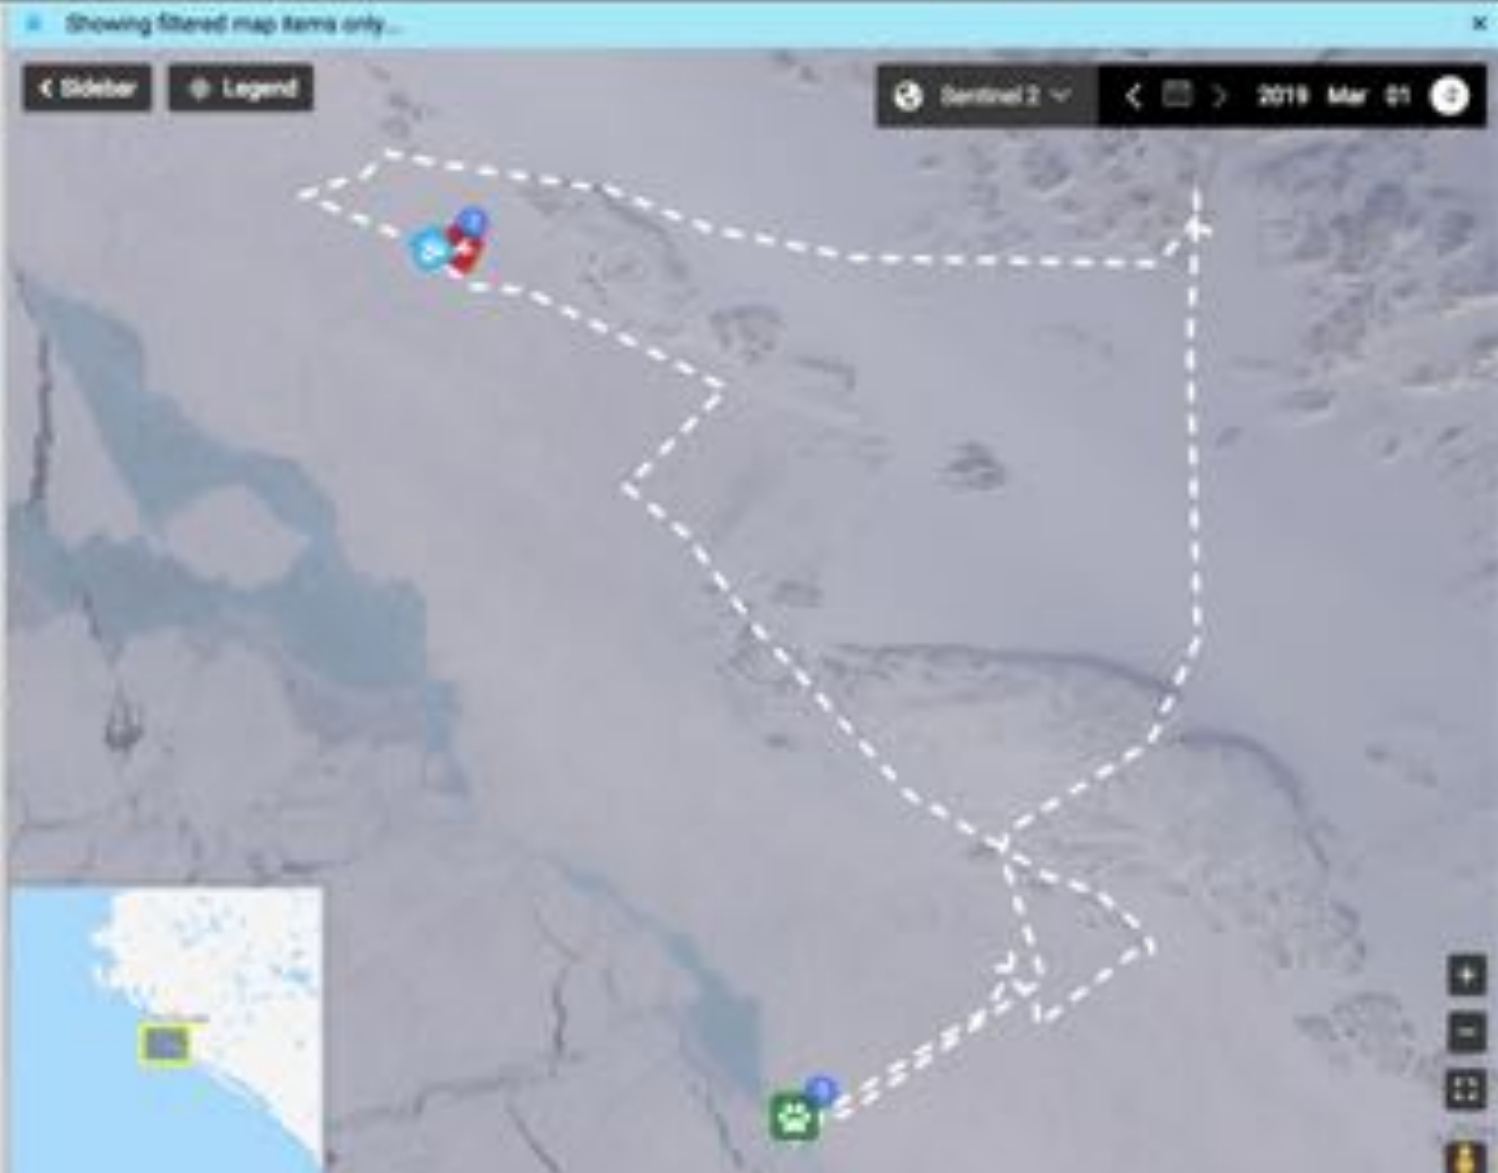 Showing filtered map items only...
Sidebar
Legend
Sentinel 2
2019 Mar 01